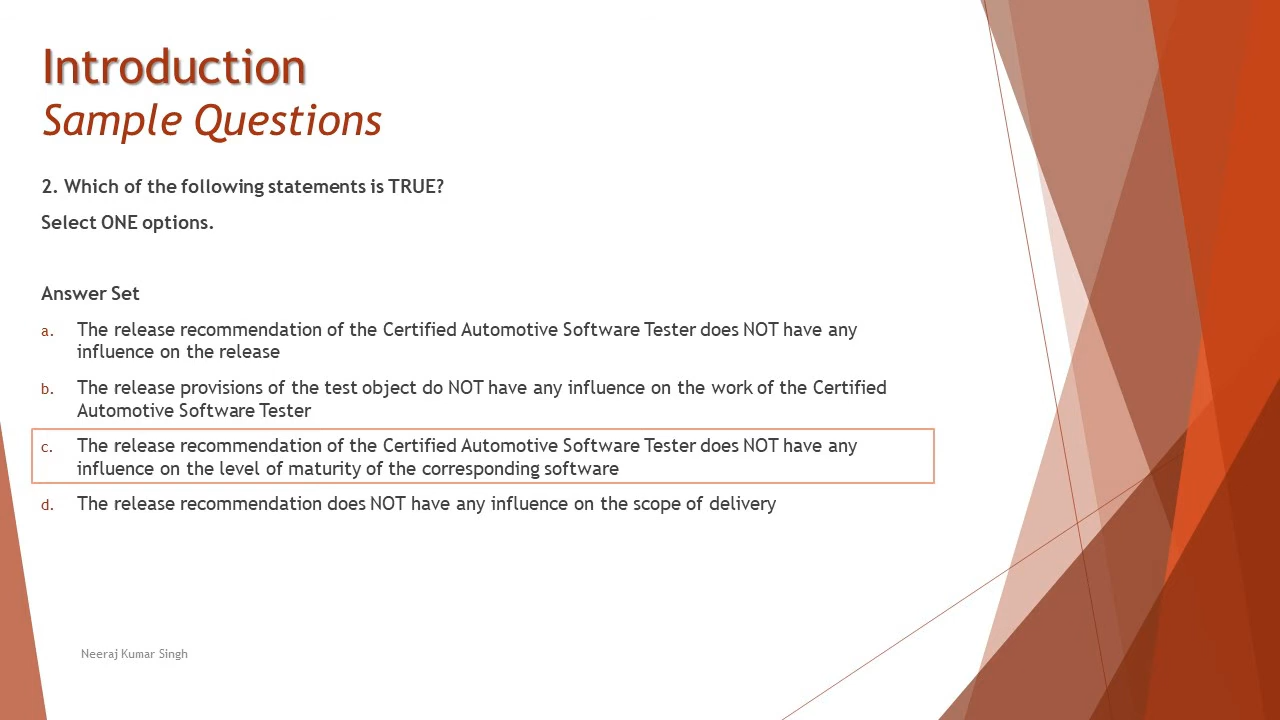 Introduction
Sample Questions
2. Which of the following statements is TRUE?
Select ONE options.
Answer Set
a. The release recommendation of the Certified Automotive Software Tester does NOT have any
influence on the release
b. The release provisions of the test object do NOT have any influence on the work of the Certified
Automotive Software Tester
c. The release recommendation of the Certified Automotive Software Tester does NOT have any
influence on the level of maturity of the corresponding software
d. The release recommendation does NOT have any influence on the scope of delivery
Neeraj Kumar Singh